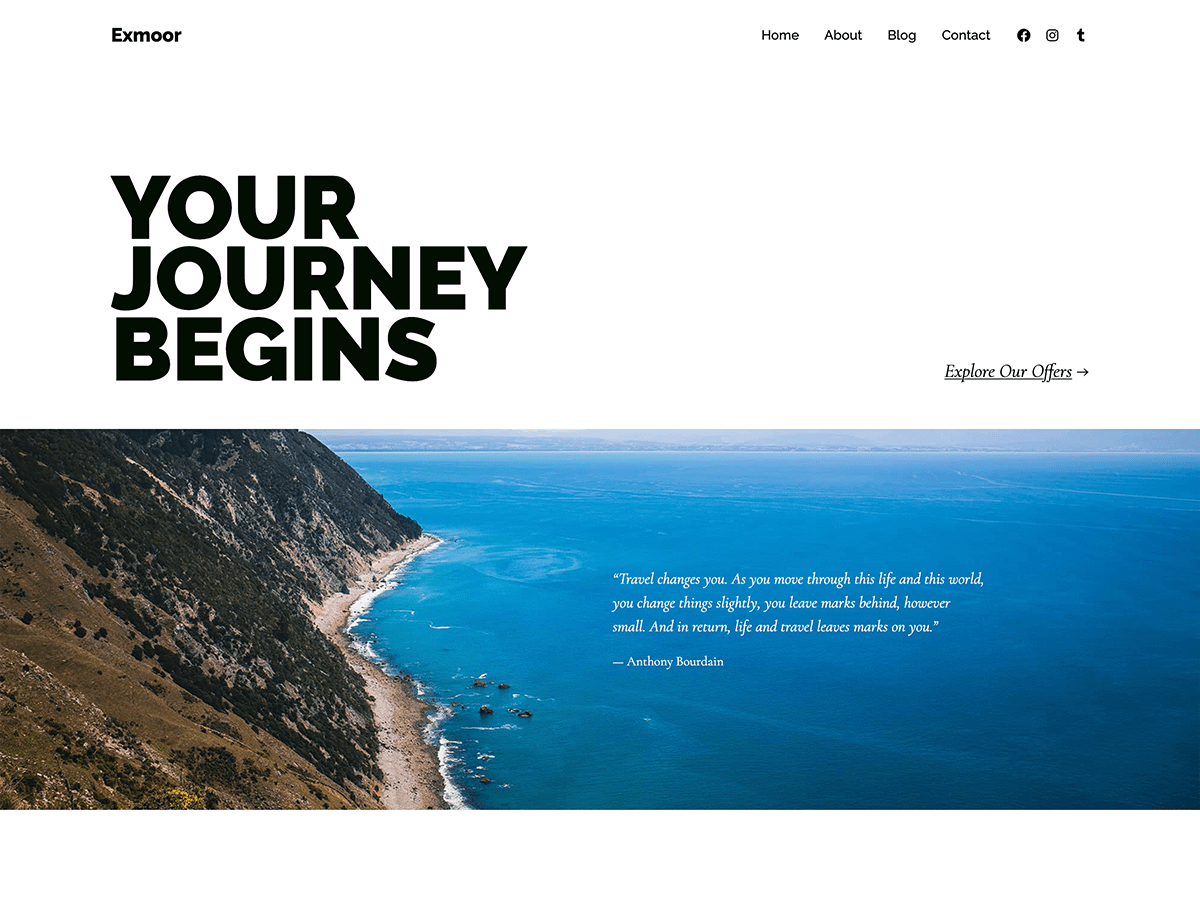 Exmoor
Home About Blog Contact
YOUR
JOURNEY
BEGINS
Explore Our Offers →
“Travel changes you. As you move through this life and this world,
you change things slightly, you leave marks behind, however
small. And in return, life and travel leaves marks on you.”
— Anthony Bourdain